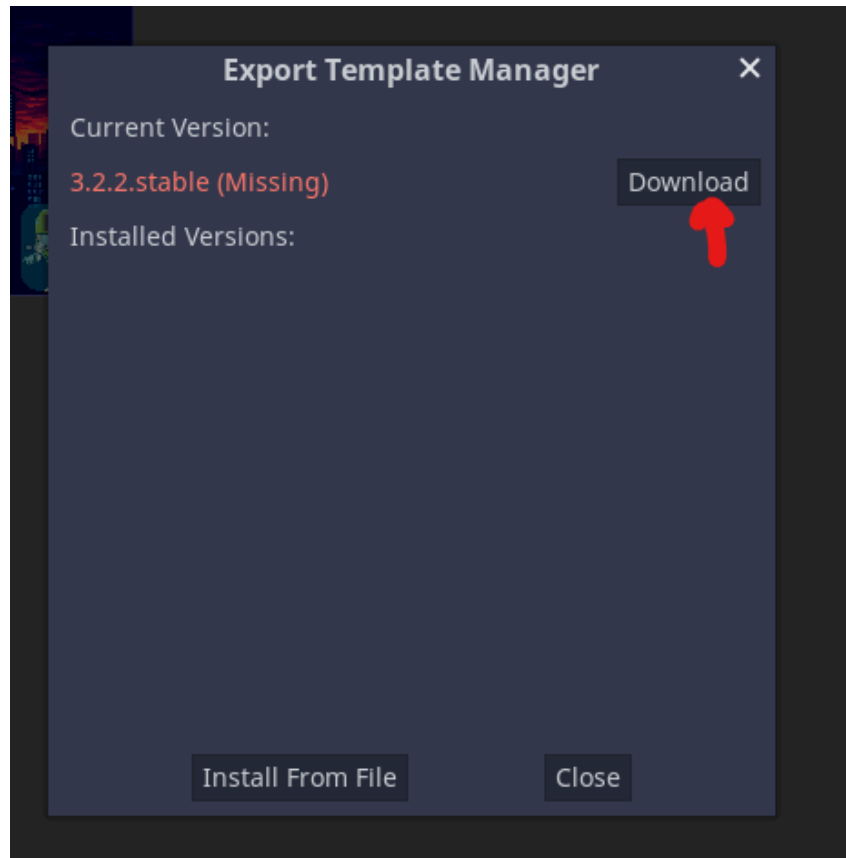 Export Template Manager
Current Version:
3.2.2.stable (Missing)
Download
Installed Versions:
Install From File
Close